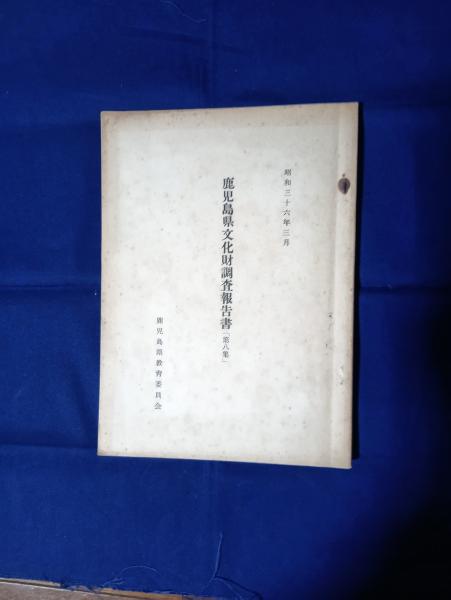 昭和三十六年三月
鹿児島県文化財調査報告書「第八集」
鹿児島県教育委員会